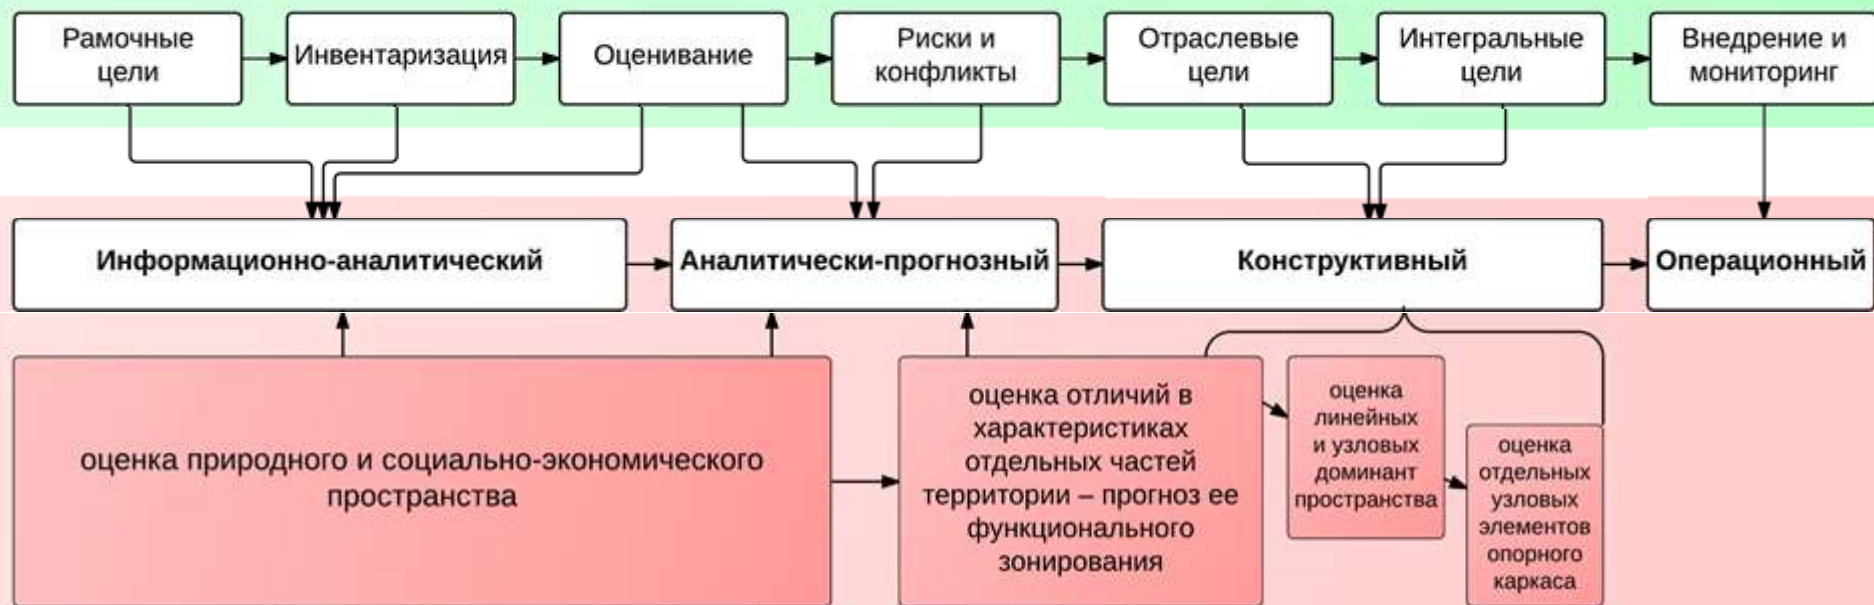 Рамочные
цели
Инвентаризация
Оценивание
Риски и
конфликты
Отраслевые
цели
Интегральные
цели
Внедрение и
мониторинг
Информационно-аналитический
Аналитически-прогнозный
Конструктивный
Операционный
оценка природного и социально-экономического
пространства
оценка отличий в
характеристиках
отдельных частей
территории – прогноз ее
функционального
зонирования
оценка
линейных
и узловых
доминант
пространства
оценка
отдельных
узловых
элементов
опорного
каркаса